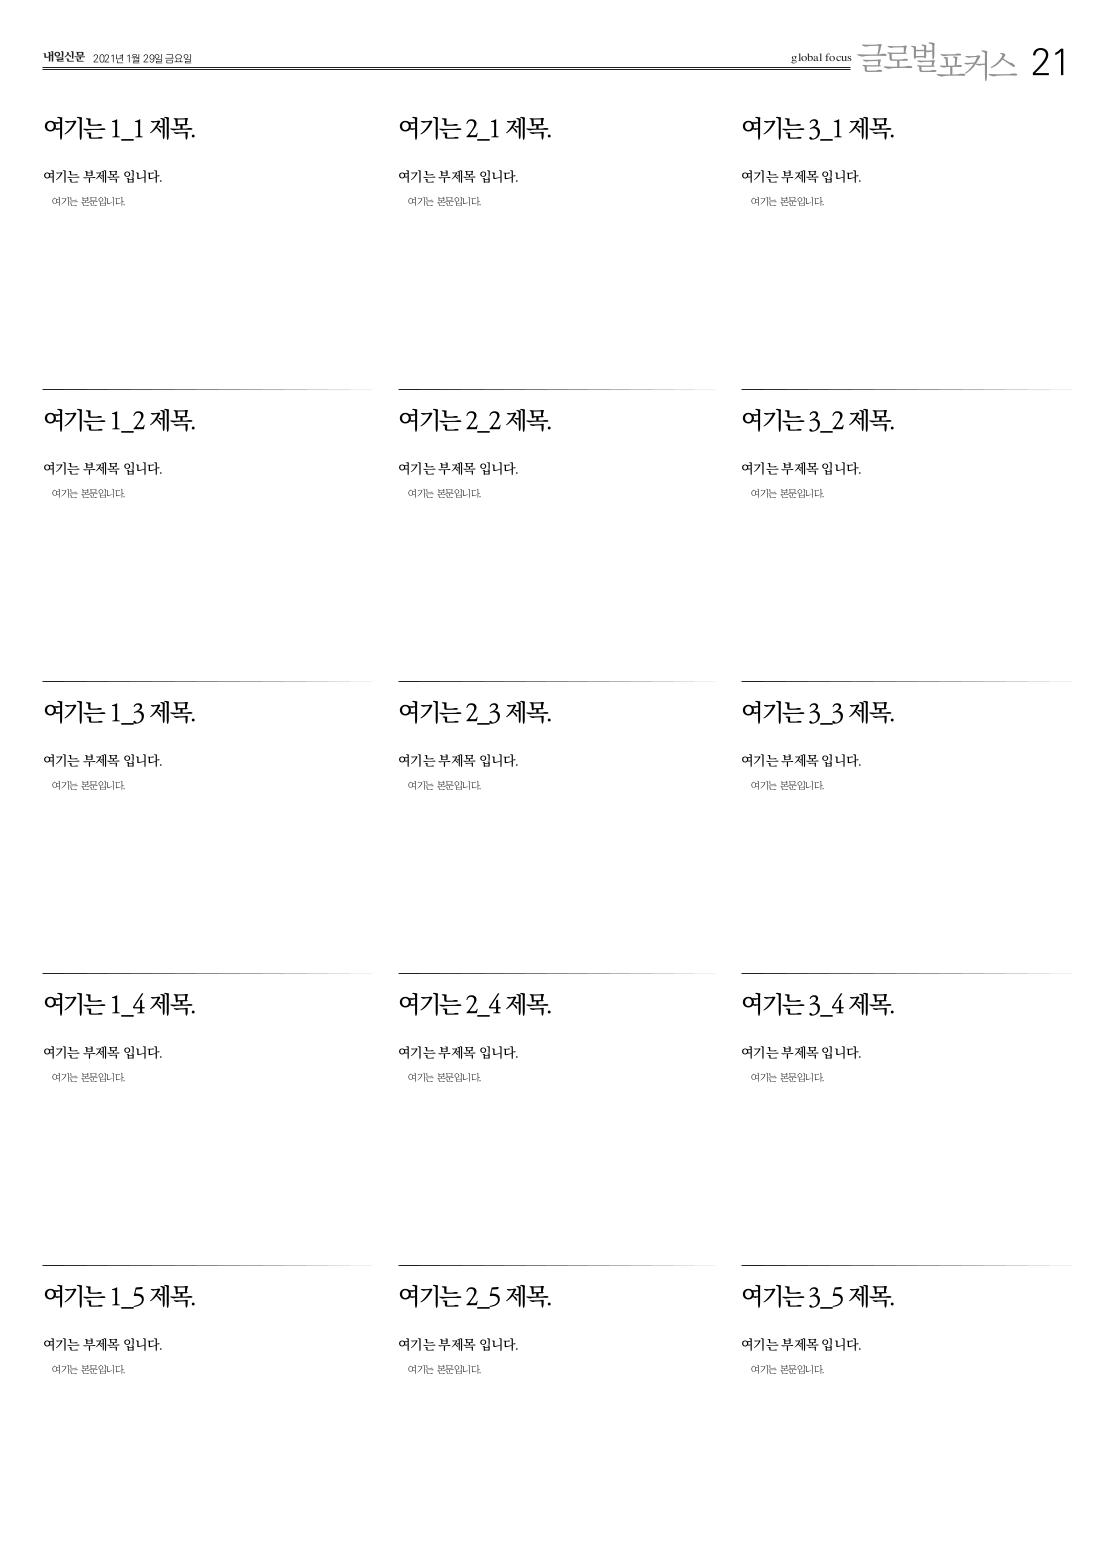 내일신문 2021년 1월 29일 금요일
global focus 글로벌포커스 21
여기는 1_1 제목.
여기는 부제목 입니다.
여기는 본문입니다.
여기는 1_2 제목.
여기는 부제목 입니다.
여기는 본문입니다.
여기는 1_3 제목.
여기는 부제목 입니다.
여기는 본문입니다.
여기는 1_4 제목.
여기는 부제목 입니다.
여기는 본문입니다.
여기는 1_5 제목.
여기는 부제목 입니다.
여기는 본문입니다.
여기는 2_1 제목.
여기는 부제목 입니다.
여기는 본문입니다.
여기는 2_2 제목.
여기는 부제목 입니다.
여기는 본문입니다.
여기는 2_3 제목.
여기는 부제목 입니다.
여기는 본문입니다.
여기는 2_4 제목.
여기는 부제목 입니다.
여기는 본문입니다.
여기는 2_5 제목.
여기는 부제목 입니다.
여기는 본문입니다.
여기는 3_1 제목.
여기는 부제목 입니다.
여기는 본문입니다.
여기는 3_2 제목.
여기는 부제목 입니다.
여기는 본문입니다.
여기는 3_3 제목.
여기는 부제목 입니다.
여기는 본문입니다.
여기는 3_4 제목.
여기는 부제목 입니다.
여기는 본문입니다.
여기는 3_5 제목.
여기는 부제목 입니다.
여기는 본문입니다.